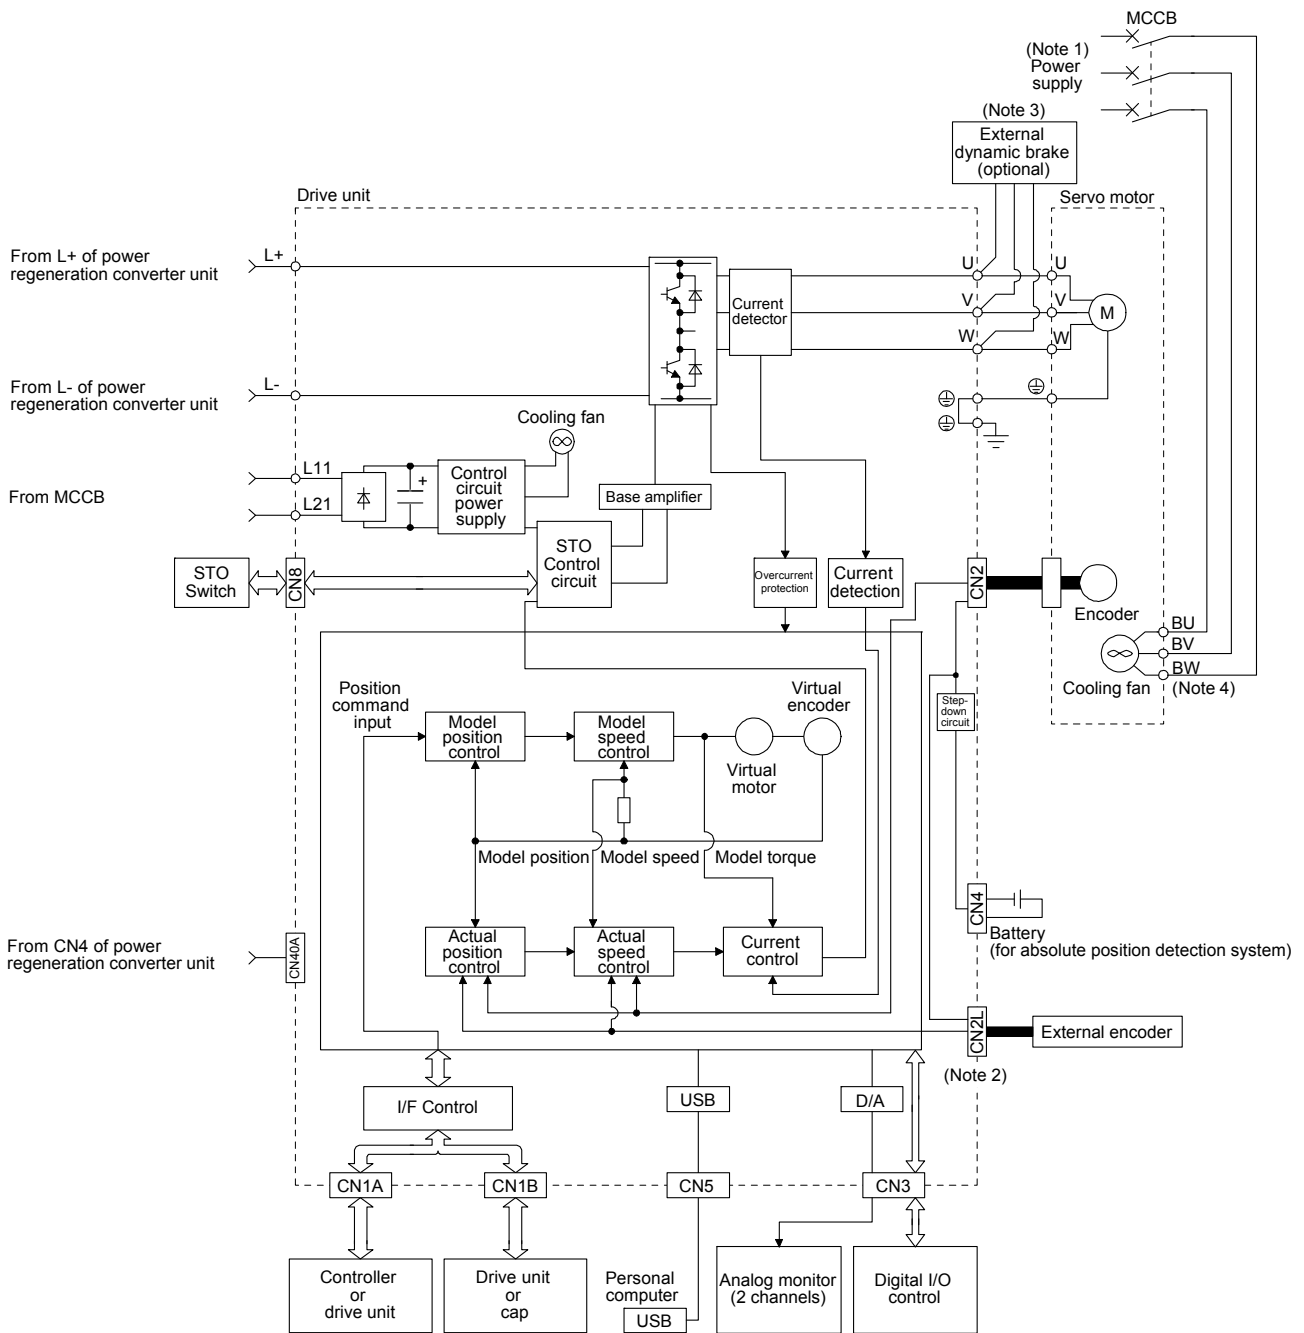 MCCB
(Note 1)
Power
supply
(Note 3)
External
dynamic brake
(optional)
Drive unit
Servo motor
From L+ of power
regeneration converter unit
L+
U
U
V
V
W
W
Current
detector
M
From L- of power
regeneration converter unit
L-
Cooling fan
From MCCB
L11
L21
+
Control
circuit
power
supply
Base amplifier
STO
Switch
CN8
STO
Control
circuit
Overcurrent
protection
Current
detection
CN2
Encoder
BU
BV
BW
Cooling fan
(Note 4)
Step-
down
circuit
Position
command
input
Model
position
control
Model
speed
control
Virtual
encoder
Virtual
motor
Model position
Model speed
Model torque
CN4
Battery
(for absolute position detection system)
From CN4 of power
regeneration converter unit
CN40A
Actual
position
control
Actual
speed
control
Current
control
CN2L
External encoder
(Note 2)
I/F Control
USB
D/A
CN1A
CN1B
CN5
CN3
Controller
or
drive unit
Drive unit
or
cap
Personal
computer
USB
Analog monitor
(2 channels)
Digital I/O
control